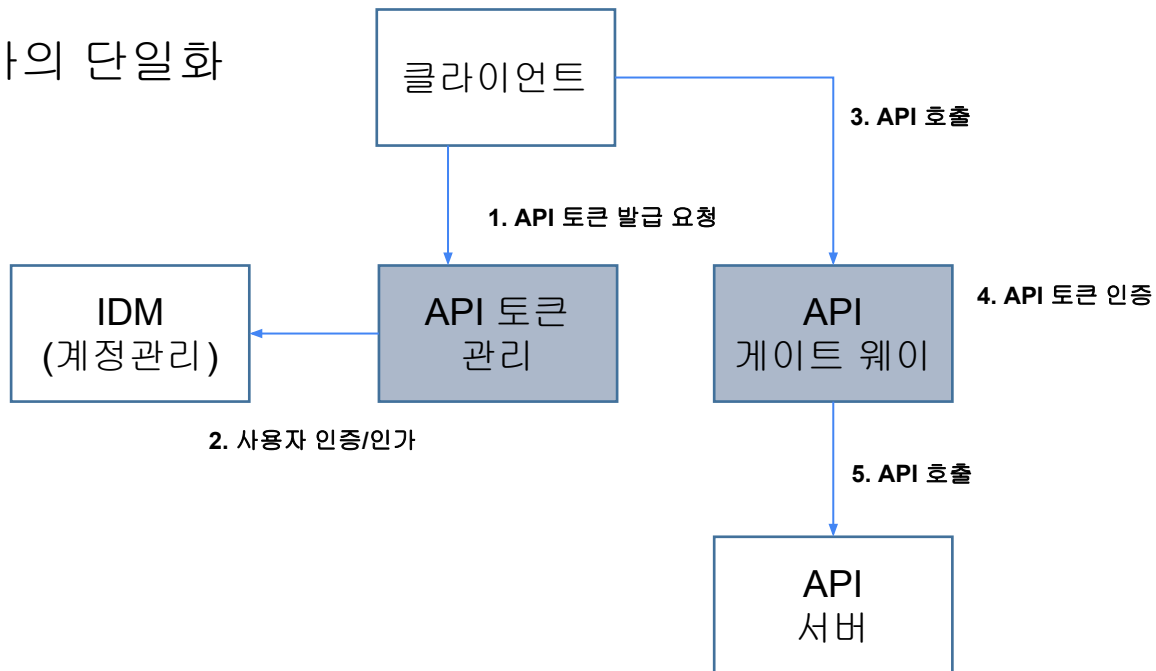 의 단일화
클라이언트
3. API 호출
1. API 토큰 발급 요청
IDM
(계정관리)
API 토큰
관리
API
게이트 웨이
4. API 토큰 인증
2. 사용자 인증/인가
5. API 호출
API
서버